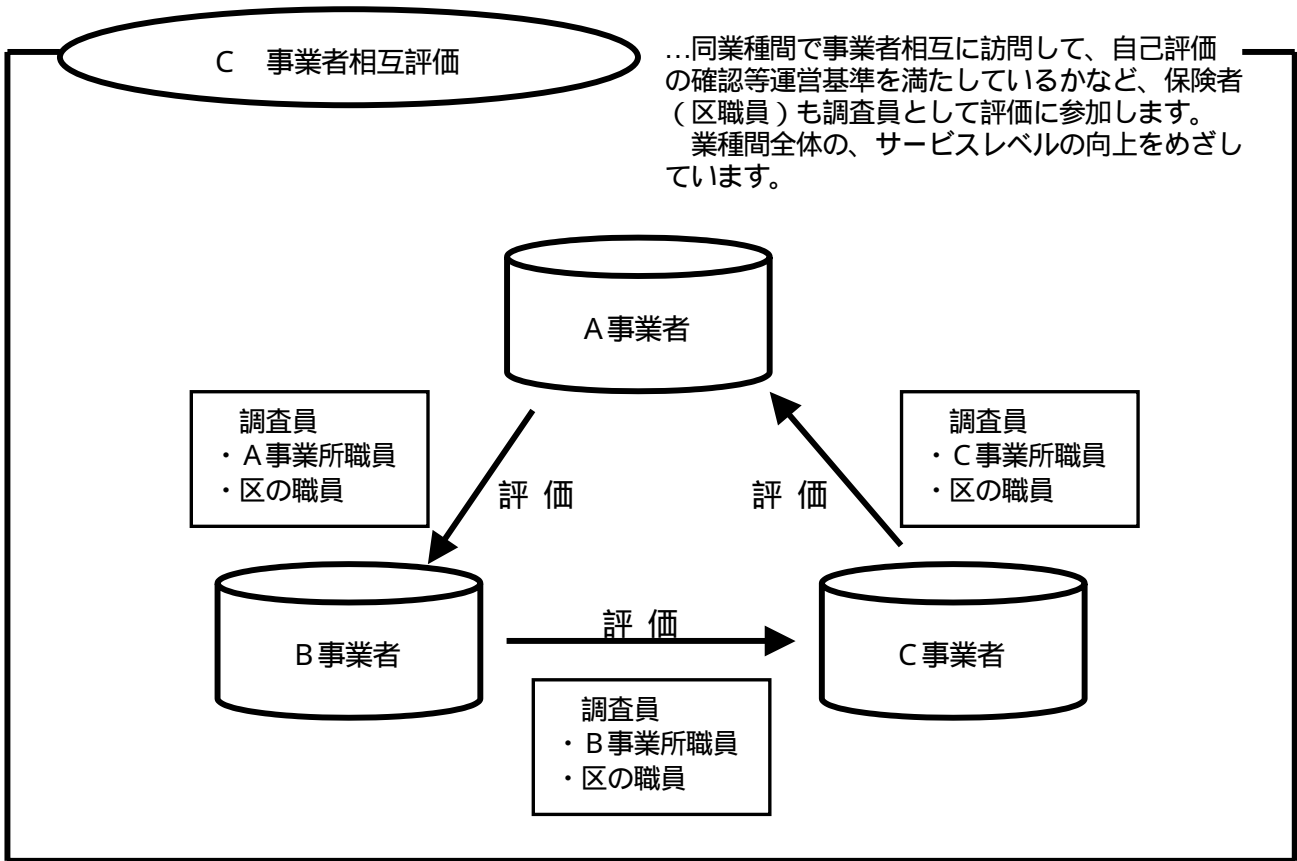 C 事業者相互評価
…同業種間で事業者相互に訪問して、自己評価
の確認等運営基準を満たしているかなど、保険者
（区職員）も調査員として評価に参加します。
業種間全体の、サービスレベルの向上をめざし
ています。
A事業者
調査員
・A事業所職員
・区の職員
評 価
評 価
調査員
・C事業所職員
・区の職員
B事業者
評 価
C事業者
調査員
・B事業所職員
・区の職員